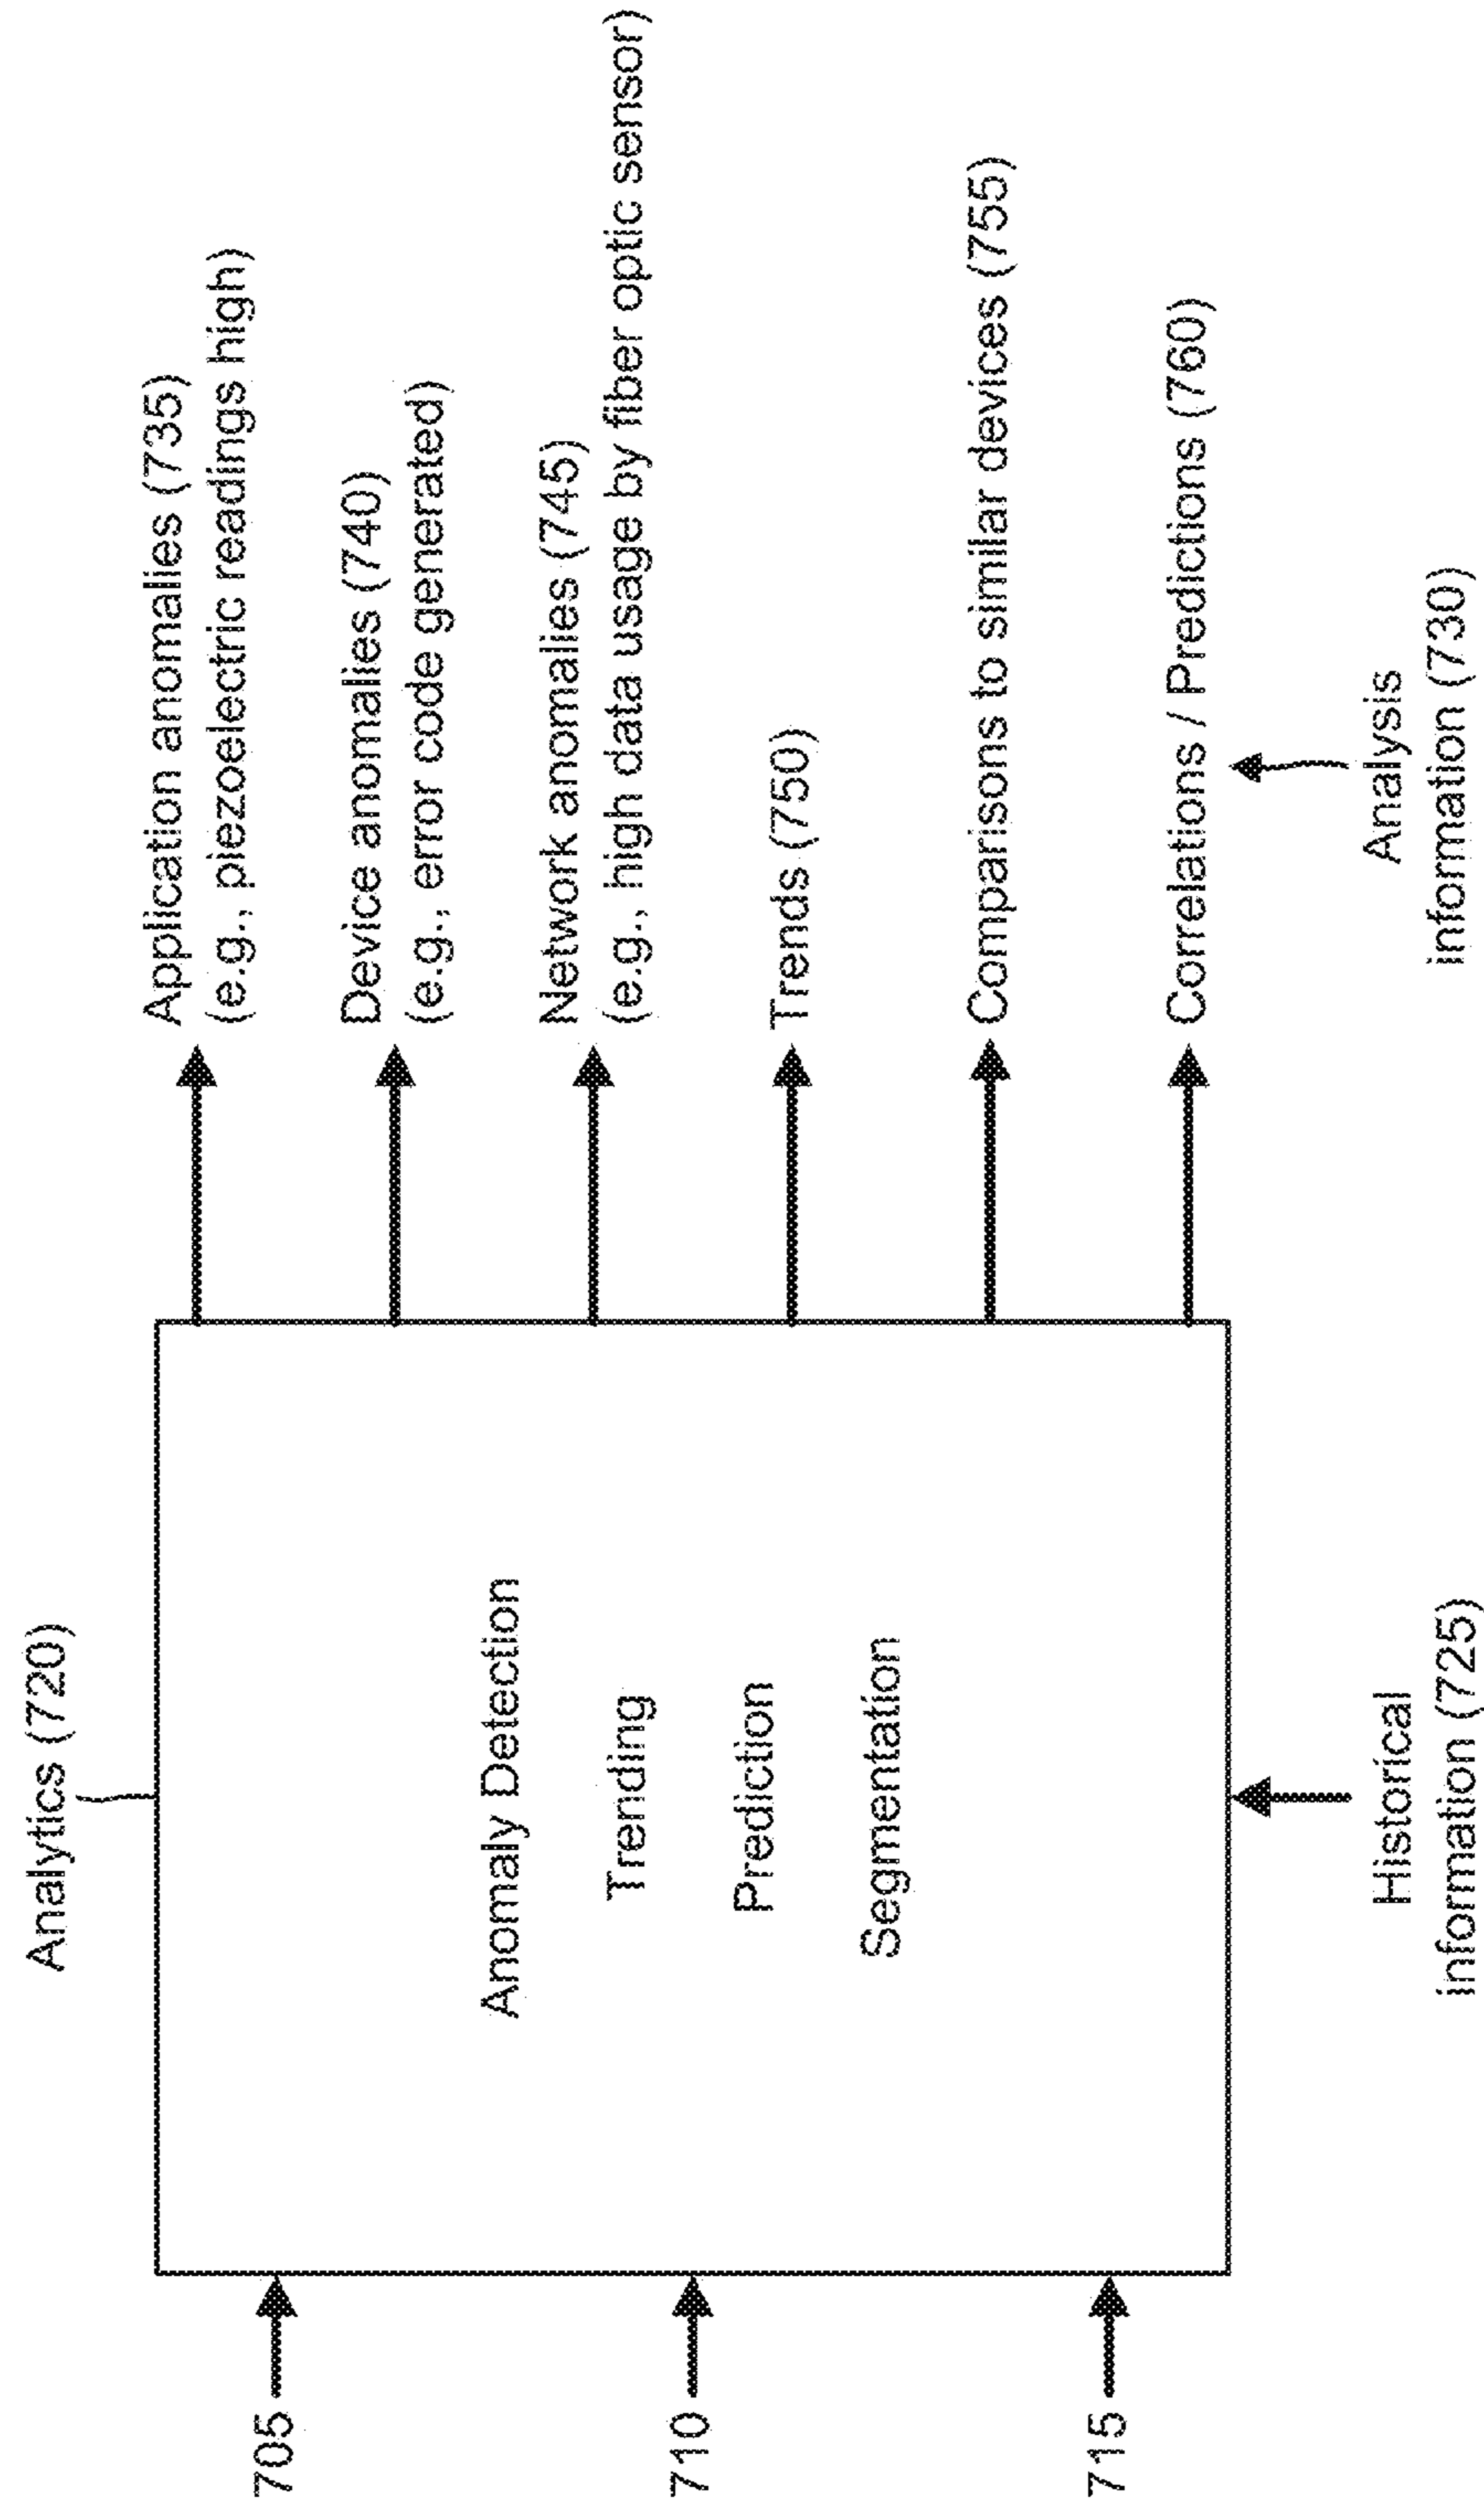 Analytics (720)
705
710
715
Anomaly Detection
Trending
Prediction
Segmentation
Historical
information (725)
Application anomalies (735)
(e.g., piezoelectric readings high)
Device anomalies (740)
(e.g., error code generated)
Network anomalies (745)
(e.g., high data usage by fiber optic sensor)
Trends (750)
Comparisons to similar devices (755)
Correlations / Predictions (760)
Analysis
information (730)